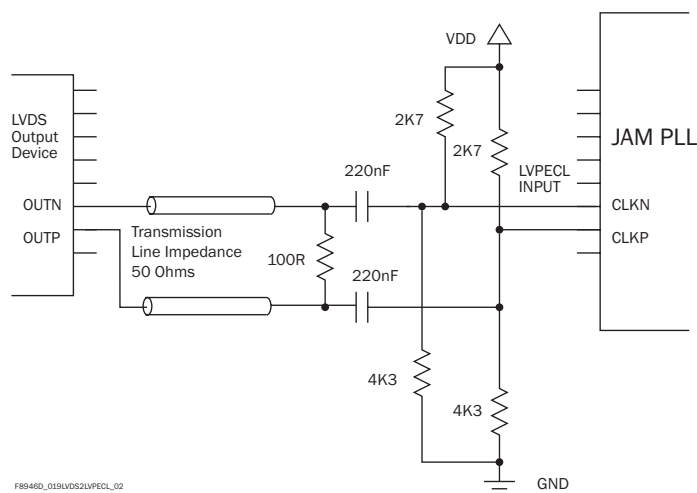 VDD
LVDS
Output
Device
2K7
JAM PLL
2K7
220nF
LVPECL
INPUT
OUTN
CLKN
OUTP
Transmission
Line Impedance
50 Ohms
CLKP
100R
220nF
4K3
4K3
F8946D_019LVDS2LVPECL_02
GND